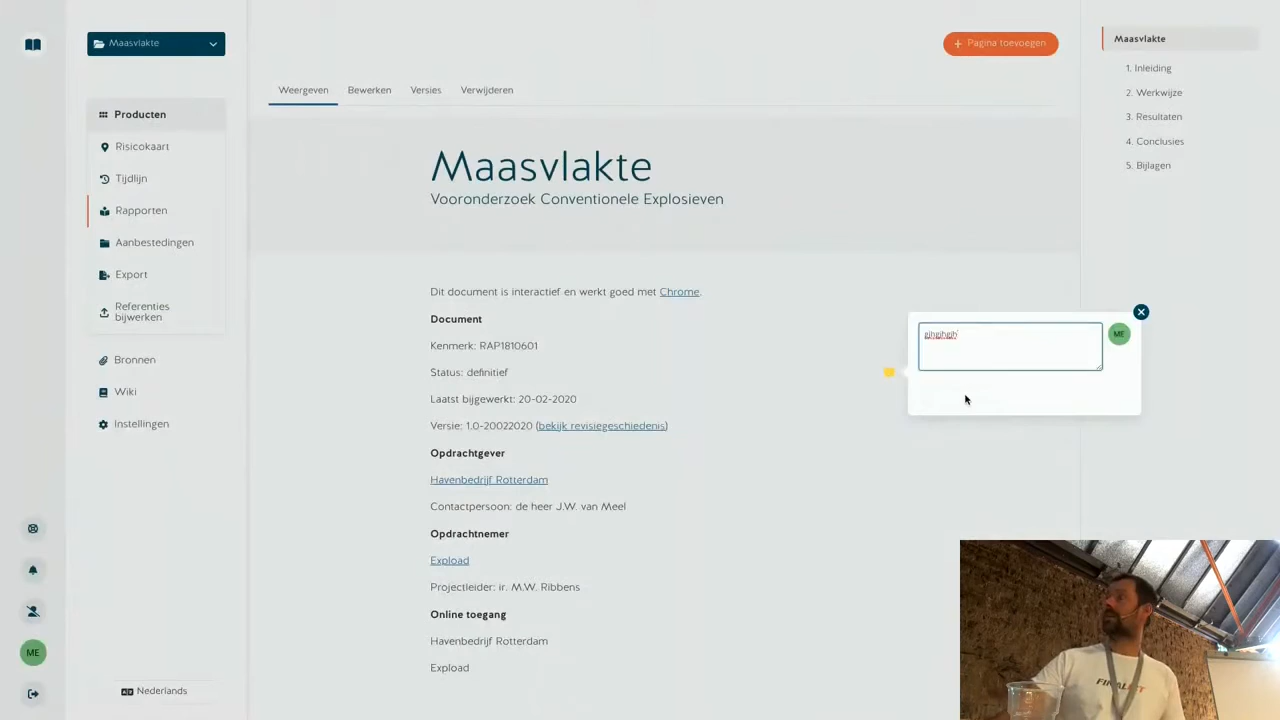 Maasvlakte
Producten
Risicokaart
Tijdlijn
Rapporten
Aanbestedingen
Export
Referenties
bijwerken
Bronnen
Wiki
Instellingen
ME
Nederlands
Pagina toevoegen
Weergeven Bewerken Versies Verwijderen
Maasvlakte
Vooronderzoek Conventionele Explosieven
Dit document is interactief en werkt goed met Chrome.
Document
Kenmerk: RAP1810601
Status: definitief
Laatst bijgewerkt: 20-02-2020
Versie: 1.0-20022020 (bekijk revisiegeschiedenis)
Opdrachtgever
Havenbedrijf Rotterdam
Contactpersoon: de heer J.W. van Meel
Opdrachtnemer
Expload
Projectleider: ir. M.W. Ribbens
Online toegang
Havenbedrijf Rotterdam
Expload
ME
Maasvlakte
1. Inleiding
2. Werkwijze
3. Resultaten
4. Conclusies
5. Bijlagen